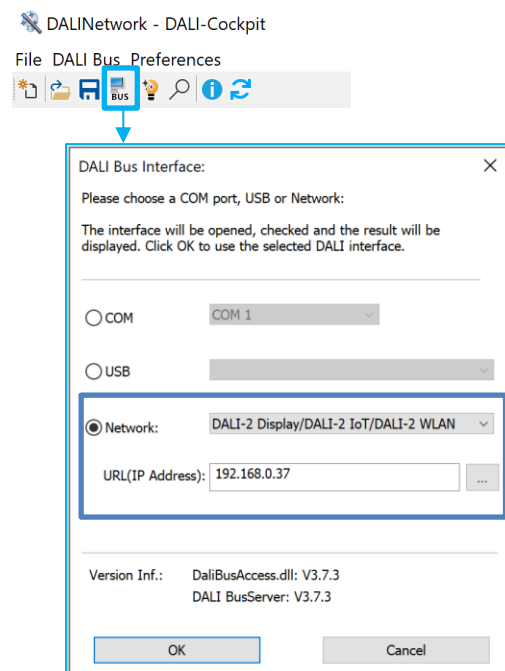 DALINetwork - DALI-Cockpit
File DALI Bus Preferences
BUS
DALI Bus Interface:
Please choose a COM port, USB or Network:
The interface will be opened, checked and the result will be
displayed. Click OK to use the selected DALI interface.
COM COM 1
USB
Network: DALI-2 Display/DALI-2 IoT/DALI-2 WLAN
URL(IP Address): 192.168.0.37 ...
Version Inf.: DaliBusAccess.dll: V3.7.3
DALI BusServer: V3.7.3
OK Cancel